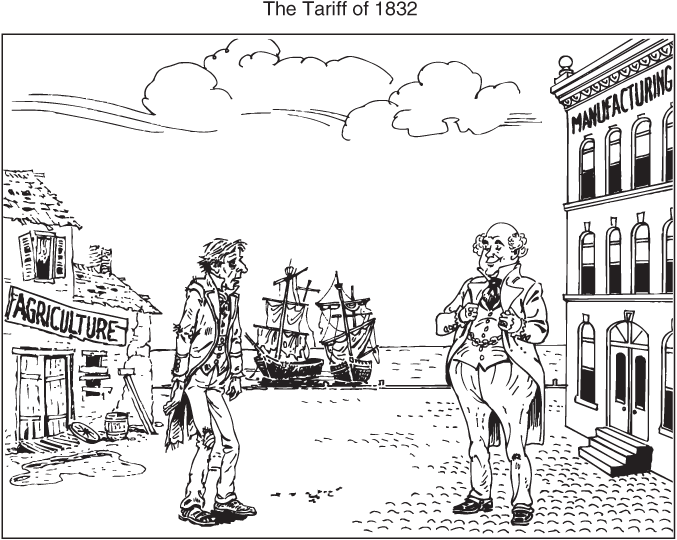 The Tariff of 1832
MANUFACTURING
AGRICULTURE